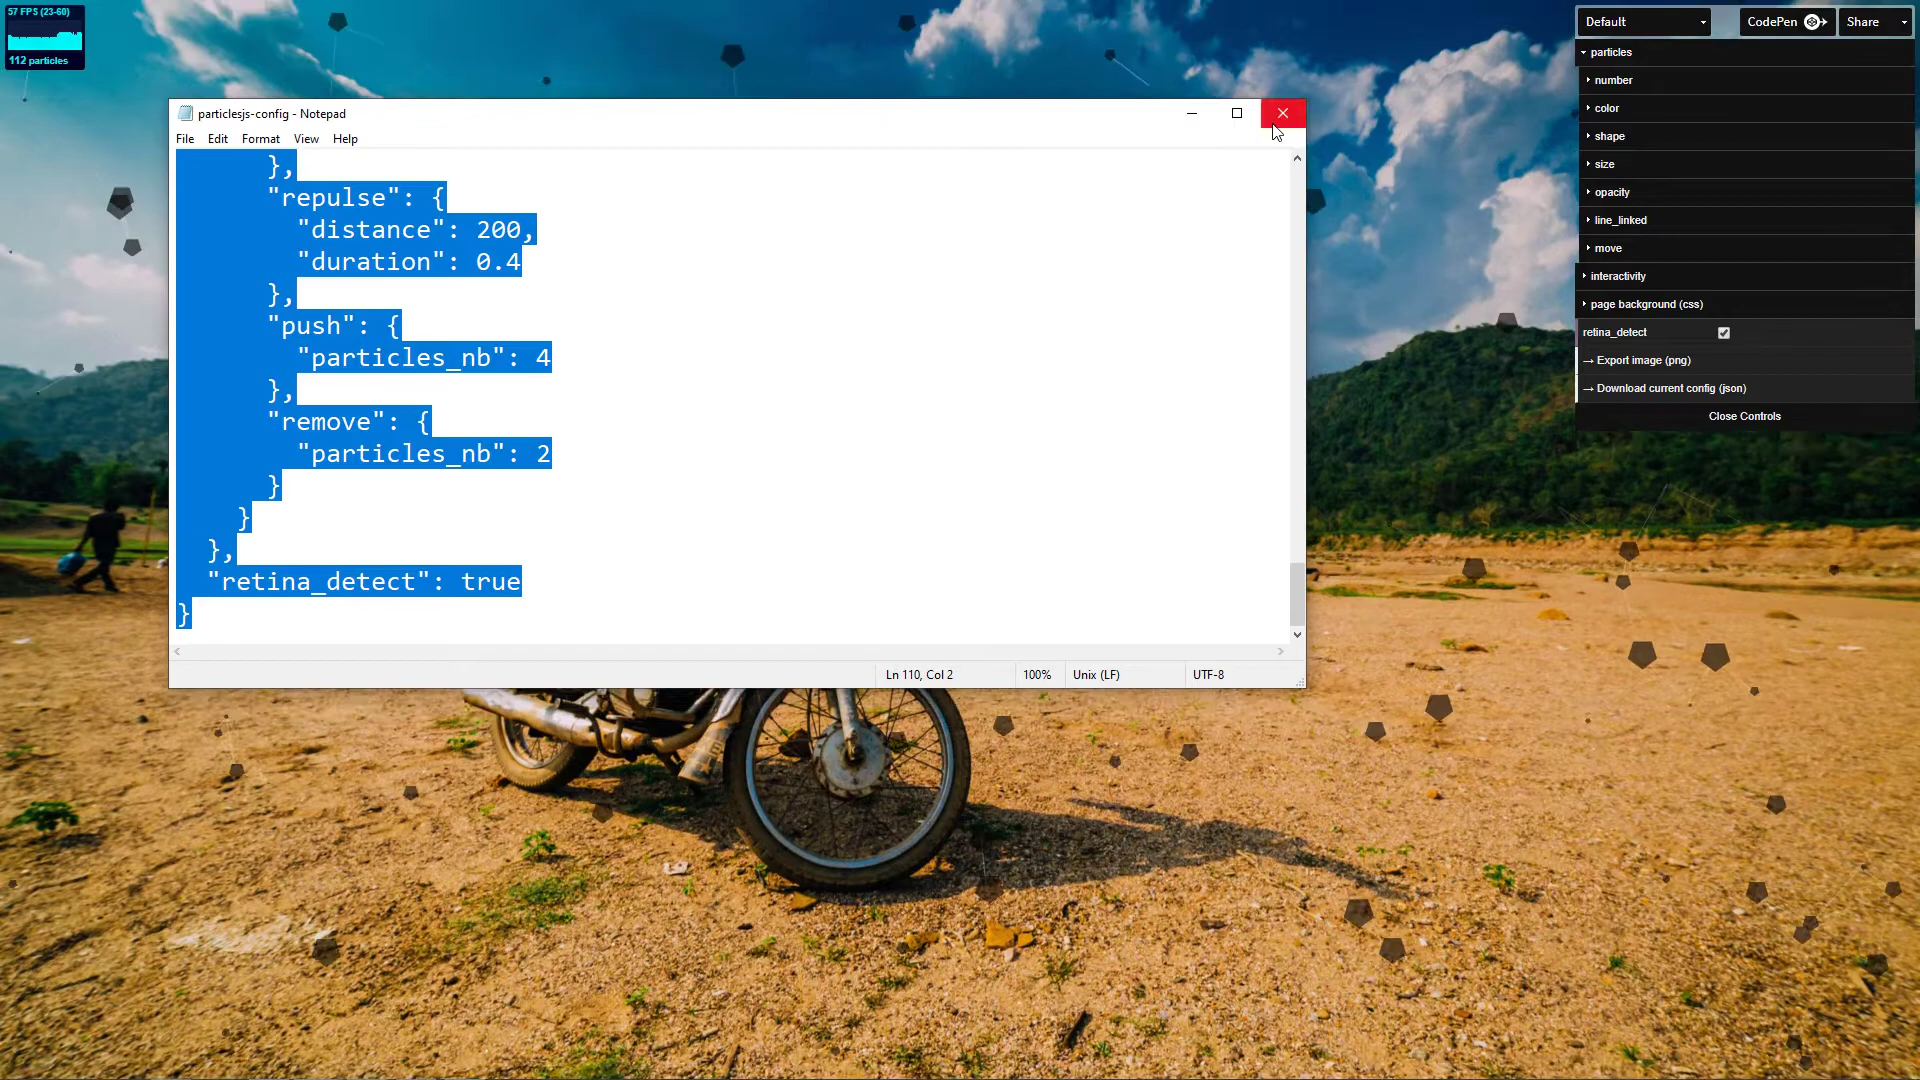 57 FPS (23-60)
112 particles
particlesjs-config - Notepad
File Edit Format View Help
},
"repulse": {
"distance": 200,
"duration": 0.4
},
"push": {
"particles_nb": 4
},
"remove": {
"particles_nb": 2
}
}
},
"retina_detect": true
}
Ln 110, Col 2 100% Unix (LF) UTF-8
Default CodePen Share
particles
number
color
shape
size
opacity
line_linked
move
interactivity
page background (css)
retina_detect
→ Export image (png)
→ Download current config (json)
Close Controls